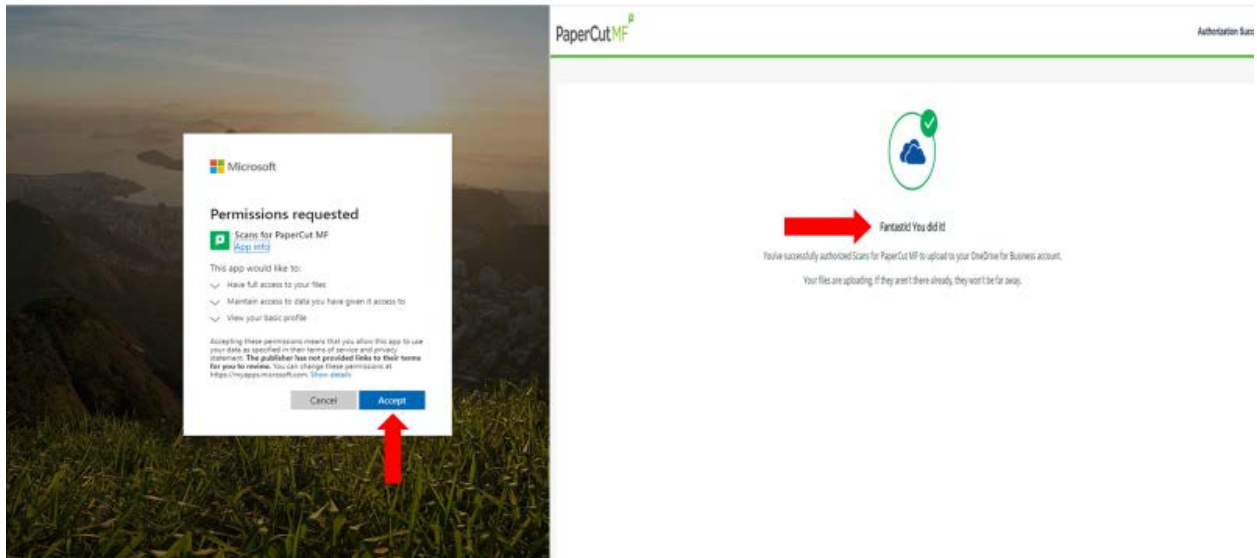 Microsoft
Permissions requested
Scans for PaperCut MF
App info
This app would like to:
Have full access to your files
Maintain access to data you have given it access to
View your basic profile
Accepting these permissions means that you allow this app to use
your data as specified in their terms of service and privacy
statement. The publisher has not provided links to their terms
for you to review. You can change these permissions at
https://myapps.microsoft.com. Show details
Cancel Accept
PaperCut MF
Authorization Succ
Fantastic! You did it!
You've successfully authorized Scans for PaperCut MF to upload to your OneDrive for Business account.
Your files are uploading. If they aren't there already, they won't be far away.